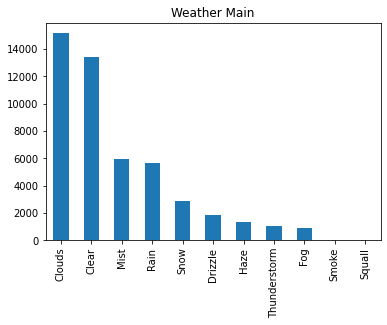 Weather Main
14000
12000
10000
8000
6000
4000
2000
0
Clouds
Clear
Mist
Rain
Snow
Drizzle
Haze
Thunderstorm
Fog
Smoke
Squall